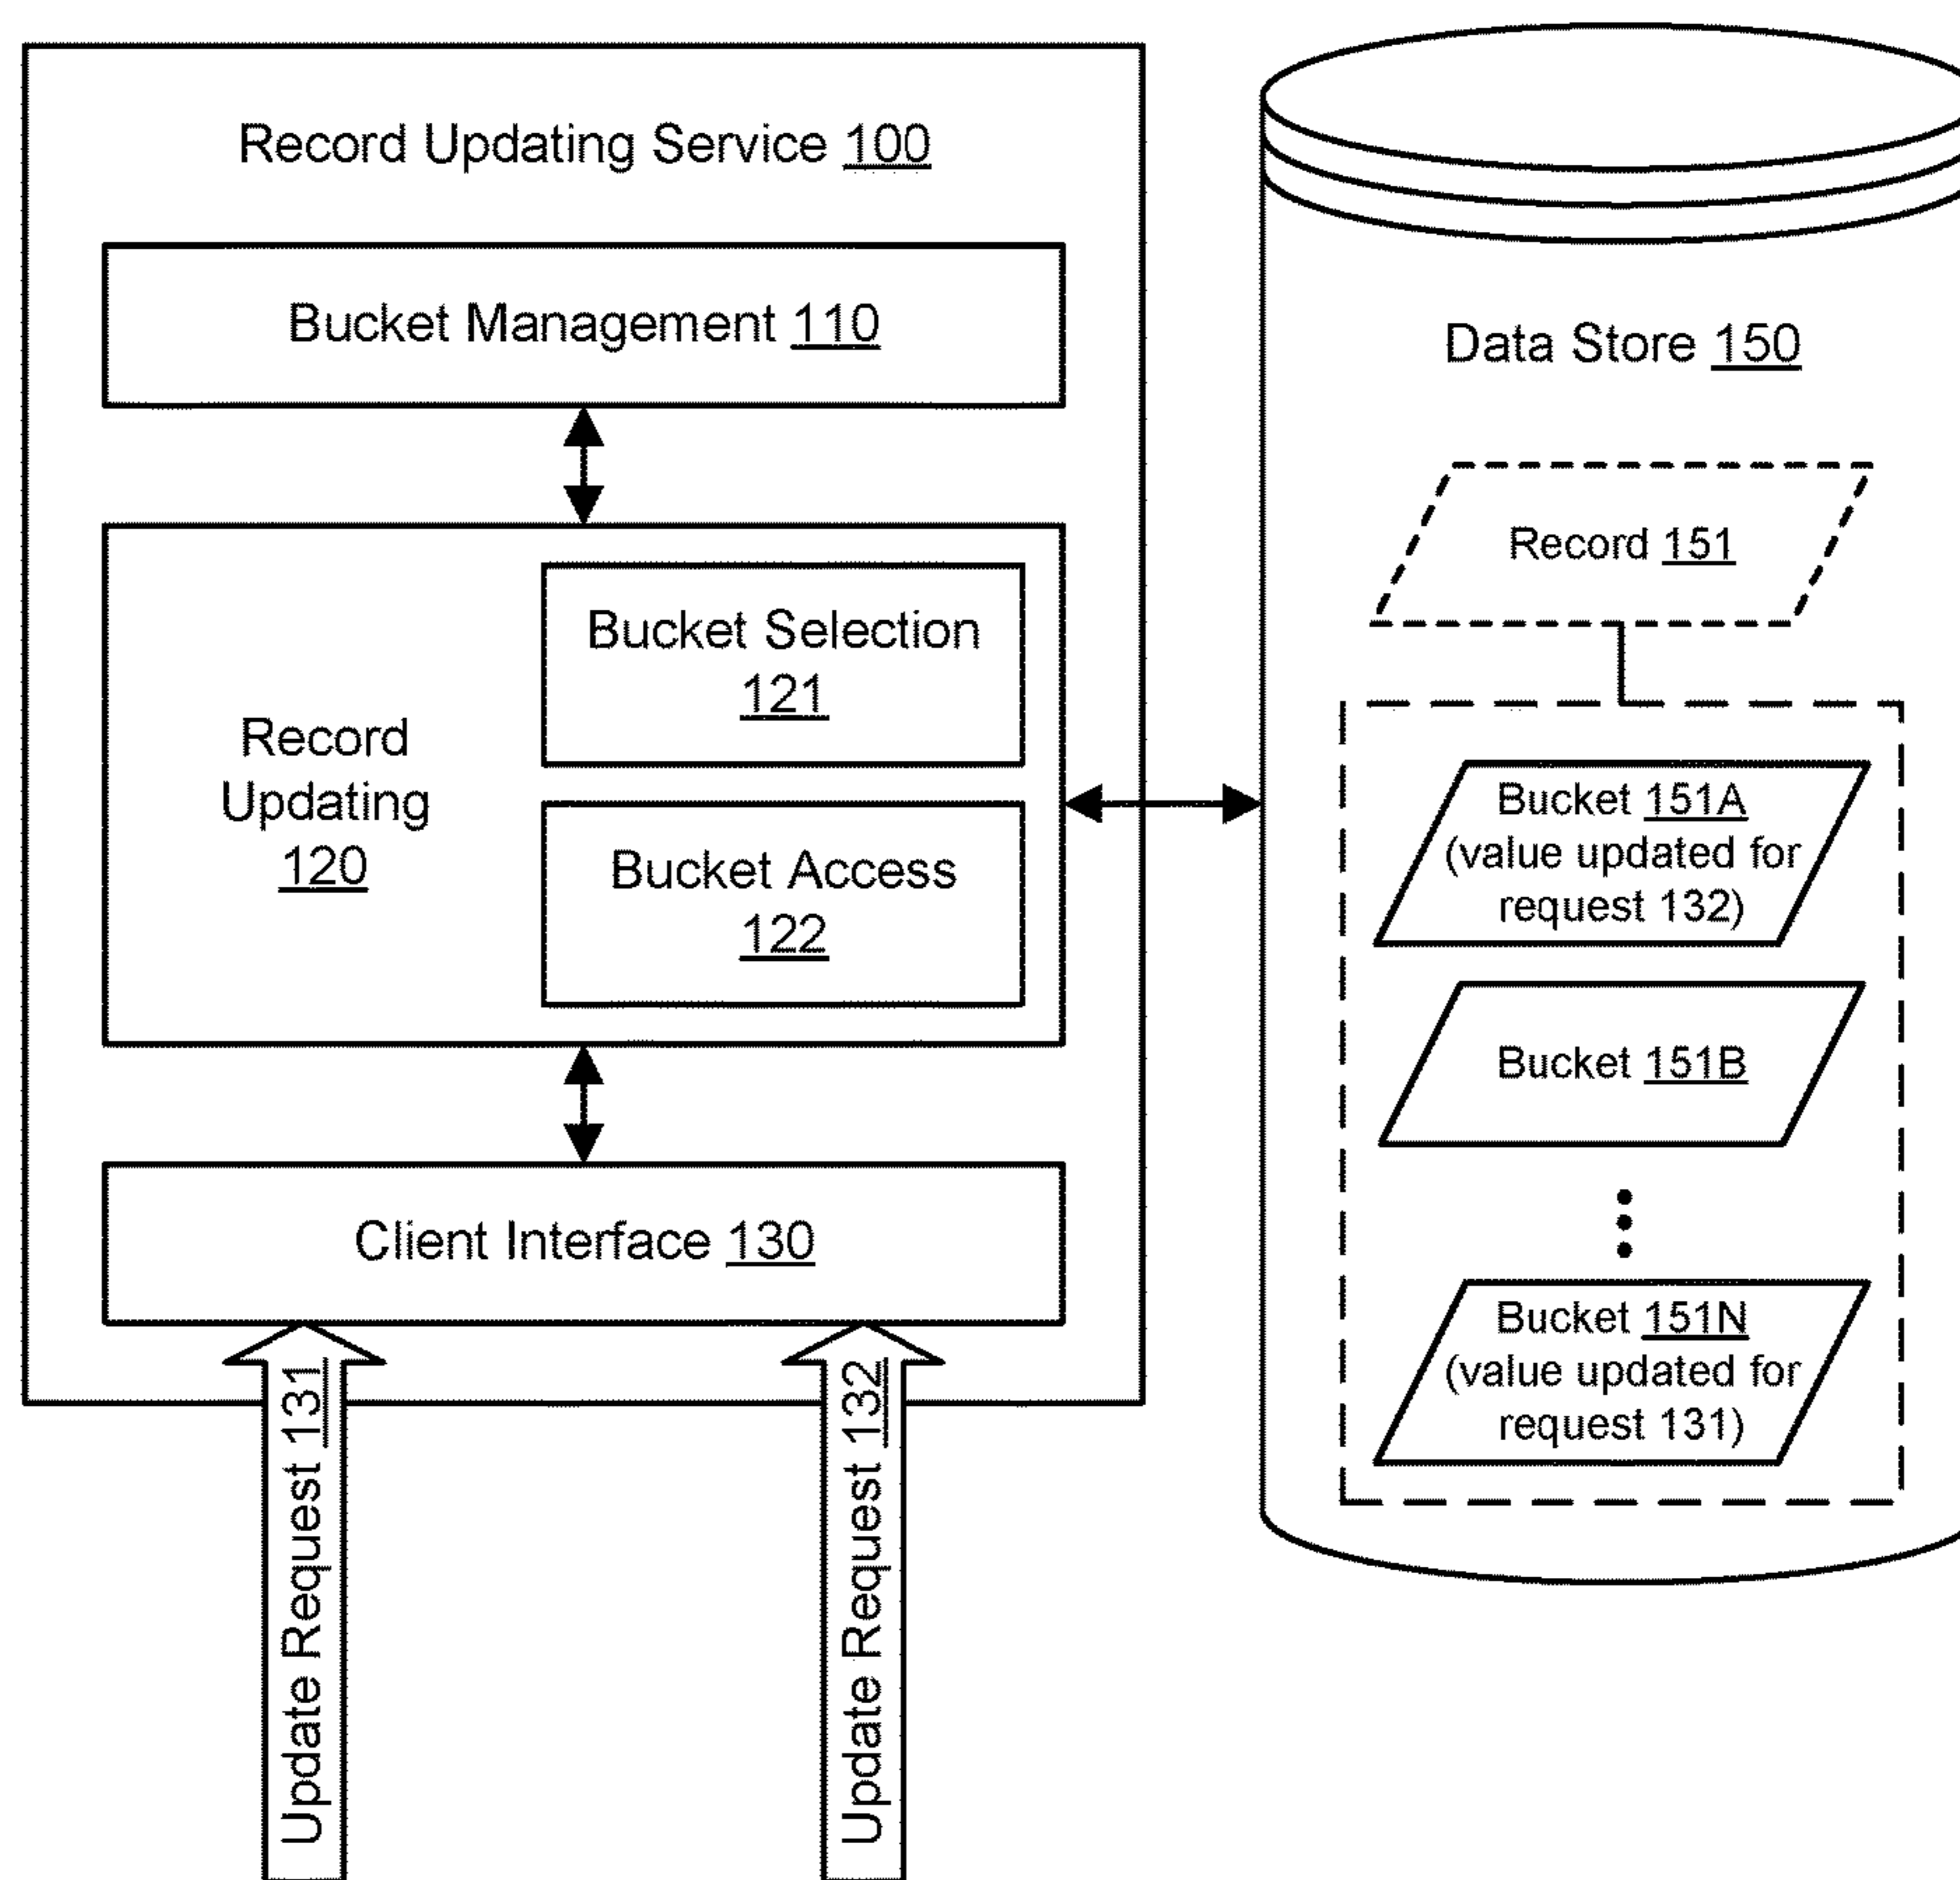 Record Updating Service 100
Bucket Management 110
Record
Updating
120
Bucket Selection
121
Bucket Access
122
Client Interface 130
Update Request 131
Update Request 132
Data Store 150
Record 151
Bucket 151A
(value updated for
request 132)
Bucket 151B
Bucket 151N
(value updated for
request 131)